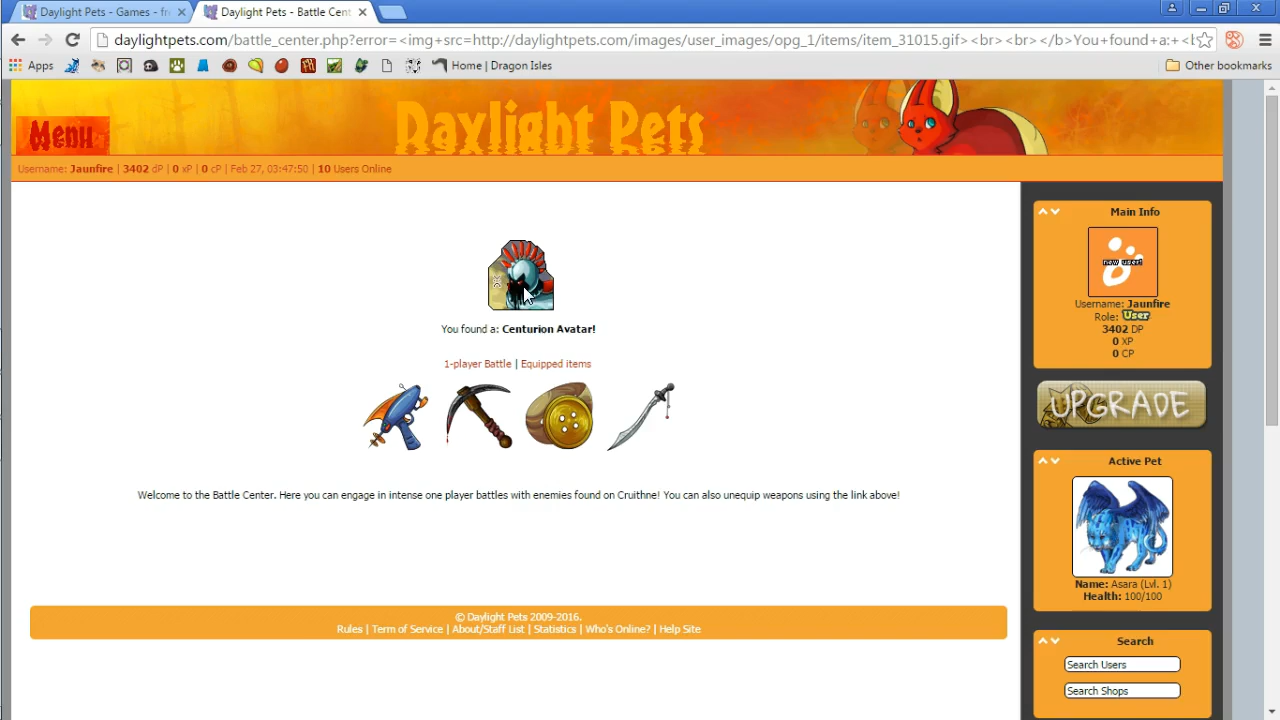 Daylight Pets - Games - fr
Daylight Pets - Battle Cent
daylightpets.com/battle_center.php?error=<img+src=http://daylightpets.com/images/user_images/opg_1/items/item_31015.gif><br><br></b>You+found+a:+<b
Apps
Home | Dragon Isles
Other bookmarks
Menu
Daylight Pets
Username: Jaunfire | 3402 dP | 0 xP | 0 cP | Feb 27, 03:47:50 | 10 Users Online
You found a: Centurion Avatar!
1-player Battle | Equipped items
Welcome to the Battle Center. Here you can engage in intense one player battles with enemies found on Cruithne! You can also unequip weapons using the link above!
© Daylight Pets 2009-2016.
Rules | Term of Service | About/Staff List | Statistics | Who's Online? | Help Site
Main Info
new user!
Username: Jaunfire
Role: User
3402 DP
0 XP
0 CP
UPGRADE
Active Pet
Name: Asara (Lvl. 1)
Health: 100/100
Search
Search Users
Search Shops